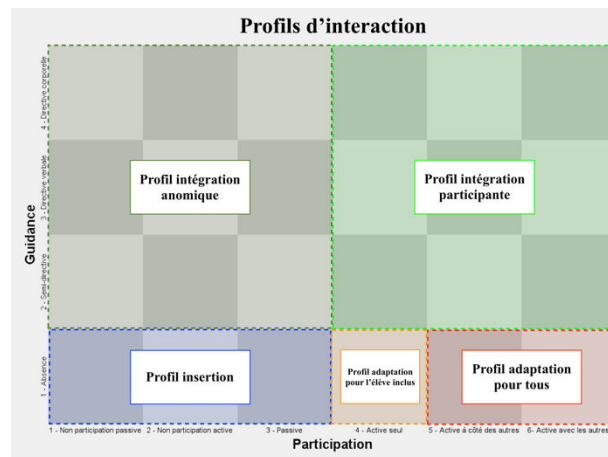 Profils d’interaction
4 - Directive corporelle
3 - Directive verbale
2 - Semi-directive
1 - Absence
Guidance
Profil intégration
anomique
Profil intégration
participante
Profil insertion
Profil adaptation
pour l’élève inclus
Profil adaptation
pour tous
1 - Non participation passive
2 - Non participation active
3 - Passive
4 - Active seul
5 - Active à côté des autres
6- Active avec les autres
Participation